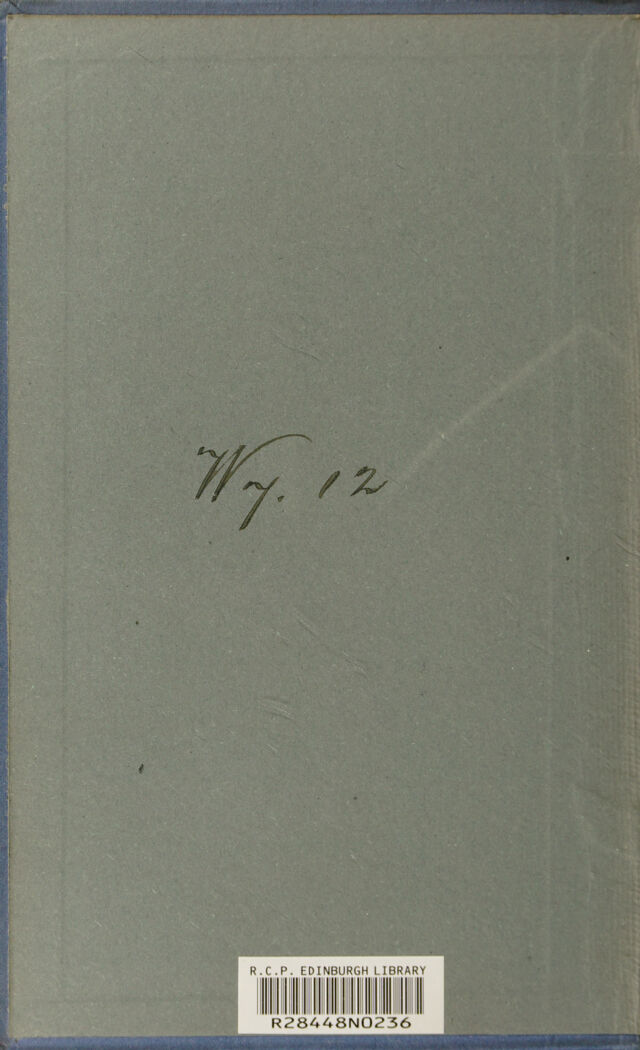 Wy. 12
R.C.P. EDINBURGH LIBRARY
R28448N0236